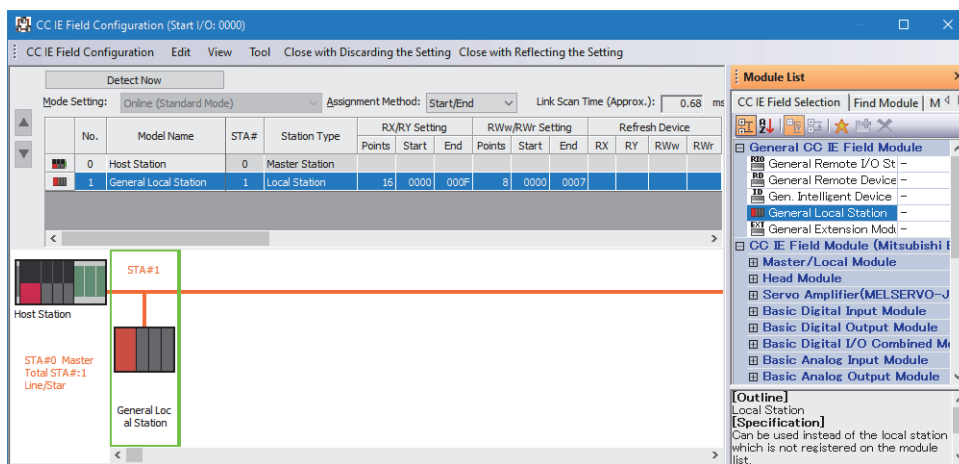 CC IE Field Configuration (Start I/O: 0000)
CC IE Field Configuration Edit View Tool Close with Discarding the Setting Close with Reflecting the Setting
Detect Now
Mode Setting: Online (Standard Mode) Assignment Method: Start/End Link Scan Time (Approx.): 0.68 ms
No. Model Name STA# Station Type RX/RY Setting RWw/RWr Setting Refresh Device
Points Start End Points Start End RX RY RWw RWr
0 Host Station 0 Master Station
1 General Local Station 1 Local Station 16 0000 000F 8 0000 0007
STA#1
Host Station
STA#0 Master
Total STA#:1
Line/Star
General Loc
al Station
Module List
CC IE Field Selection Find Module M
General CC IE Field Module
General Remote I/O St -
General Remote Device -
Gen. Intelligent Device -
General Local Station -
General Extension Modu -
CC IE Field Module (Mitsubishi E
Master/Local Module
Head Module
Servo Amplifier(MELSERVO-J
Basic Digital Input Module
Basic Digital Output Module
Basic Digital I/O Combined Mo
Basic Analog Input Module
Basic Analog Output Module
[Outline]
Local Station
[Specification]
Can be used instead of the local station
which is not registered on the module
list.